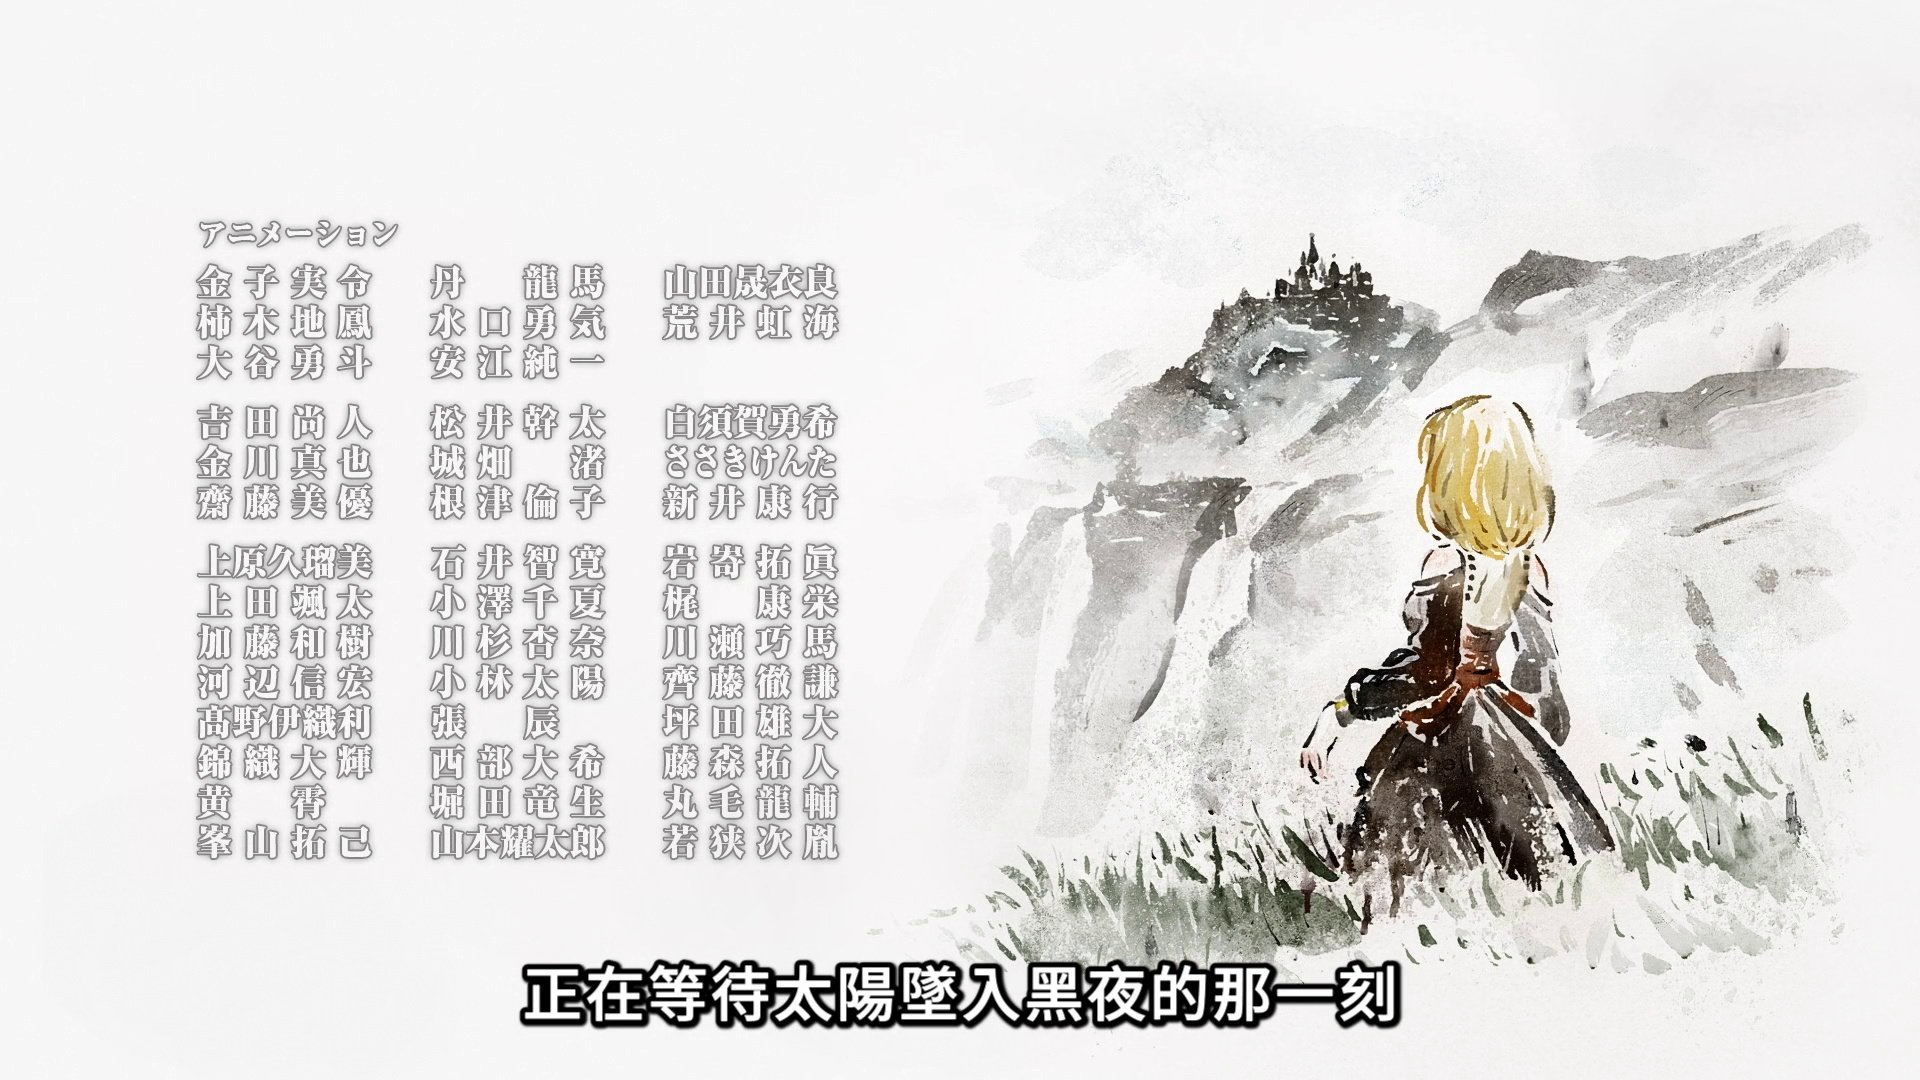 アニメーション
金子実令 丹龍馬 山田晟衣良
柿木地鳳 水口勇気 荒井虹海
大谷勇斗 安江純一
吉田尚人 松井幹太 白須賀勇希
金川真也 城畑渚 ささきけんた
齋藤美優 根津倫子 新井康行
上原久瑠美 石井智寛 岩嵜拓眞
上田颯太 小澤千夏 梶康栄
加藤和樹 川杉杏奈 川瀬巧馬
河辺信宏 小林太陽 齊藤徹謙
髙野伊織利 張辰 坪田雄大
錦織大輝 西部大希 藤森拓人
黄霄 堀田竜生 丸毛龍輔
峯山拓己 山本耀太郎 若狭次胤
正在等待太陽墜入黑夜的那一刻